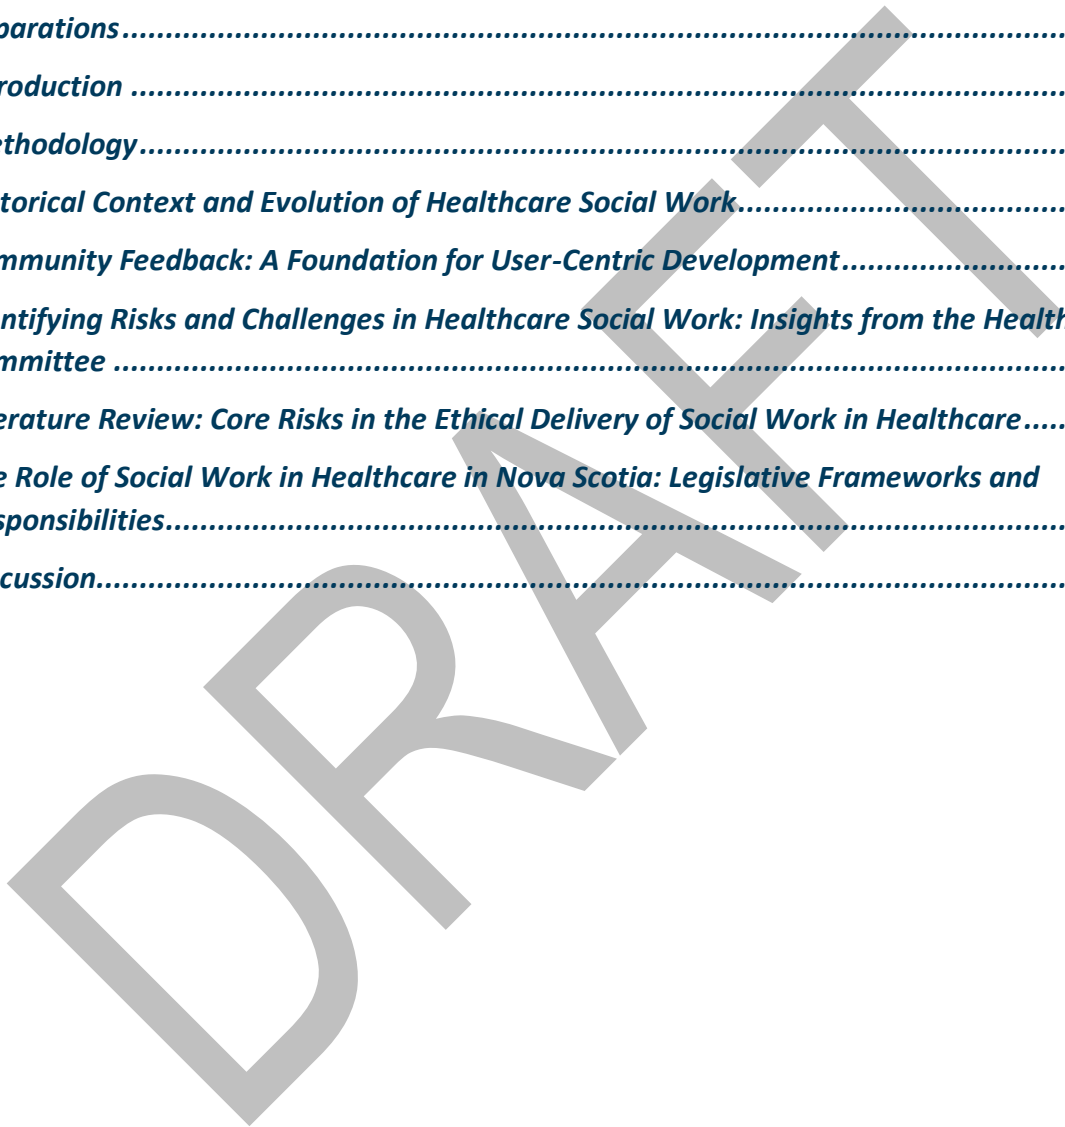 parations........................................................................................................................
roduction ......................................................................................................................
ethodology.....................................................................................................................
torical Context and Evolution of Healthcare Social Work..........................................
mmunity Feedback: A Foundation for User-Centric Development............................
ntifying Risks and Challenges in Healthcare Social Work: Insights from the Health
mmittee ........................................................................................................................
erature Review: Core Risks in the Ethical Delivery of Social Work in Healthcare.....
e Role of Social Work in Healthcare in Nova Scotia: Legislative Frameworks and
sponsibilities..................................................................................................................
cussion...........................................................................................................................
DRAFT